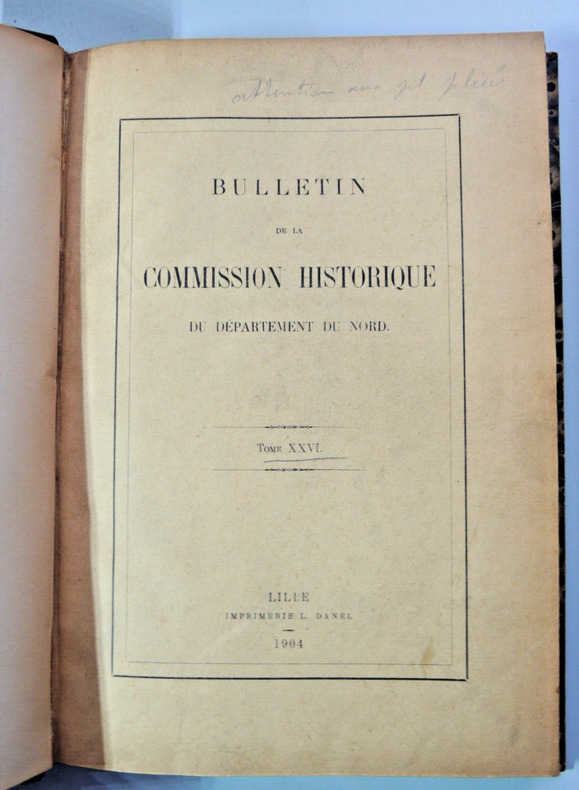 attention aux pl. pliées
BULLETIN
DE LA
COMMISSION HISTORIQUE
DU DÉPARTEMENT DU NORD.
TOME XXVI.
LILLE
IMPRIMERIE L. DANEL
1904